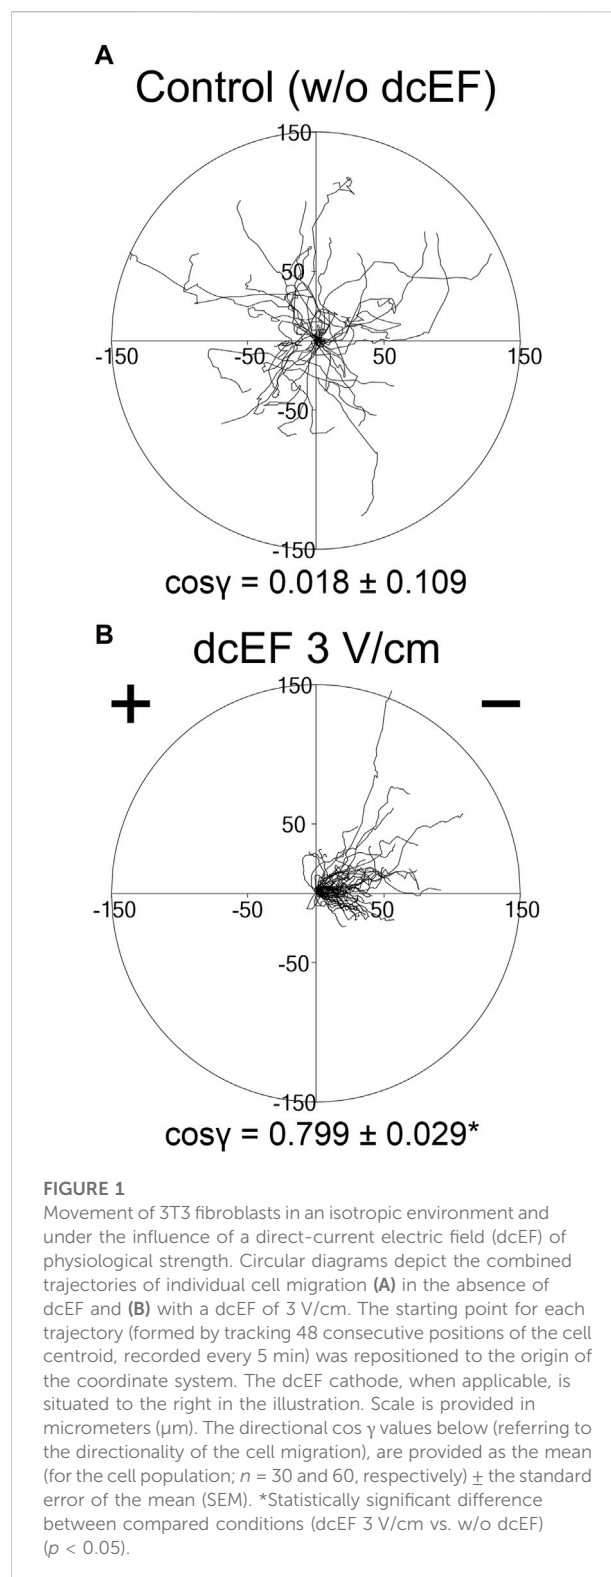 A
Control (w/o dcEF)
150
50
-150
-50
50
150
-50
-150
cosγ = 0.018 ± 0.109
B
dcEF 3 V/cm
150
+
−
50
-150
-50
50
150
-50
-150
cosγ = 0.799 ± 0.029*
FIGURE 1
Movement of 3T3 fibroblasts in an isotropic environment and
under the influence of a direct-current electric field (dcEF) of
physiological strength. Circular diagrams depict the combined
trajectories of individual cell migration (A) in the absence of
dcEF and (B) with a dcEF of 3 V/cm. The starting point for each
trajectory (formed by tracking 48 consecutive positions of the cell
centroid, recorded every 5 min) was repositioned to the origin of
the coordinate system. The dcEF cathode, when applicable, is
situated to the right in the illustration. Scale is provided in
micrometers (µm). The directional cos γ values below (referring to
the directionality of the cell migration), are provided as the mean
(for the cell population; n = 30 and 60, respectively) ± the standard
error of the mean (SEM). *Statistically significant difference
between compared conditions (dcEF 3 V/cm vs. w/o dcEF)
(p < 0.05).